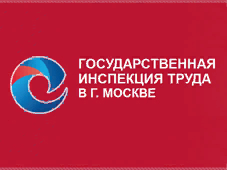 ГОСУДАРСТВЕННАЯ
ИНСПЕКЦИЯ ТРУДА
В Г. МОСКВЕ